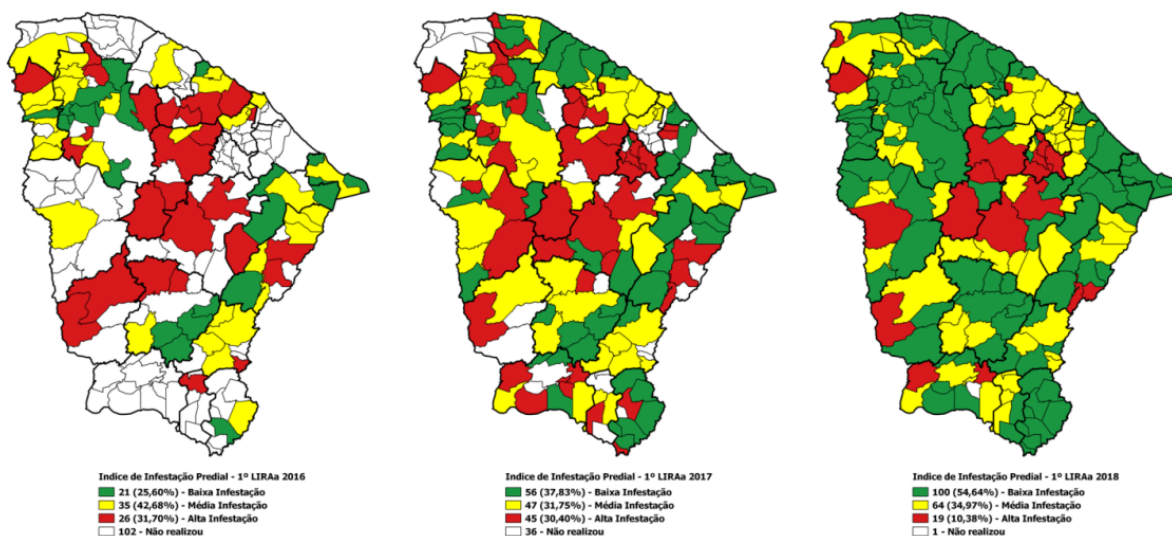 Indice de Infestação Predial - 1º LIRAa 2016
21 (25,60%) - Baixa Infestação
35 (42,68%) - Média Infestação
26 (31,70%) - Alta Infestação
102 - Não realizou
Indice de Infestação Predial - 1º LIRAa 2017
56 (37,83%) - Baixa Infestação
47 (31,75%) - Média Infestação
45 (30,40%) - Alta Infestação
36 - Não realizou
Indice de Infestação Predial - 1º LIRAa 2018
100 (54,64%) - Baixa Infestação
64 (34,97%) - Média Infestação
19 (10,38%) - Alta Infestação
1 - Não realizou